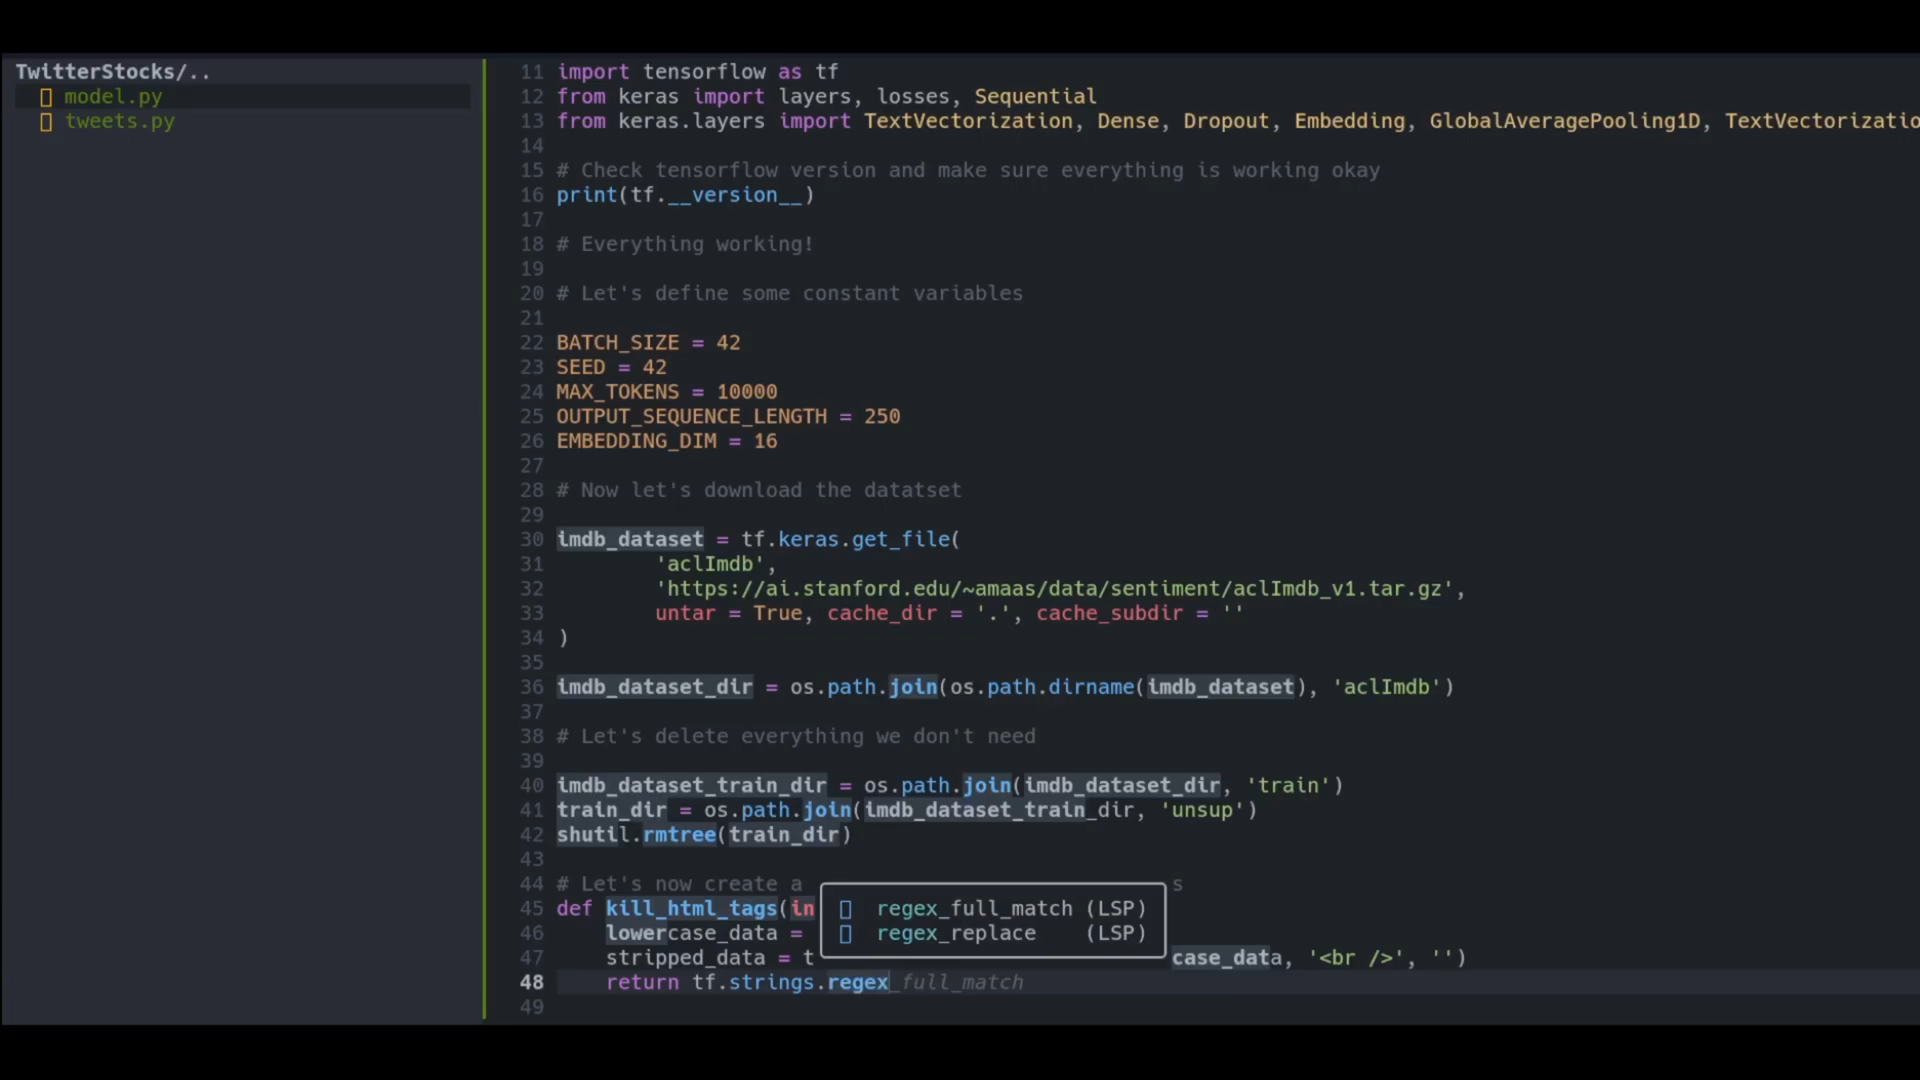 TwitterStocks/..
model.py
tweets.py
11 import tensorflow as tf
12 from keras import layers, losses, Sequential
13 from keras.layers import TextVectorization, Dense, Dropout, Embedding, GlobalAveragePooling1D, TextVectorizatio
14
15 # Check tensorflow version and make sure everything is working okay
16 print(tf.__version__)
17
18 # Everything working!
19
20 # Let's define some constant variables
21
22 BATCH_SIZE = 42
23 SEED = 42
24 MAX_TOKENS = 10000
25 OUTPUT_SEQUENCE_LENGTH = 250
26 EMBEDDING_DIM = 16
27
28 # Now let's download the datatset
29
30 imdb_dataset = tf.keras.get_file(
31 'aclImdb',
32 'https://ai.stanford.edu/~amaas/data/sentiment/aclImdb_v1.tar.gz',
33 untar = True, cache_dir = '.', cache_subdir = ''
34 )
35
36 imdb_dataset_dir = os.path.join(os.path.dirname(imdb_dataset), 'aclImdb')
37
38 # Let's delete everything we don't need
39
40 imdb_dataset_train_dir = os.path.join(imdb_dataset_dir, 'train')
41 train_dir = os.path.join(imdb_dataset_train_dir, 'unsup')
42 shutil.rmtree(train_dir)
43
44 # Let's now create a s
45 def kill_html_tags(in regex_full_match (LSP)
46 lowercase_data = regex_replace (LSP)
47 stripped_data = t case_data, '<br />', '')
48 return tf.strings.regex_full_match
49